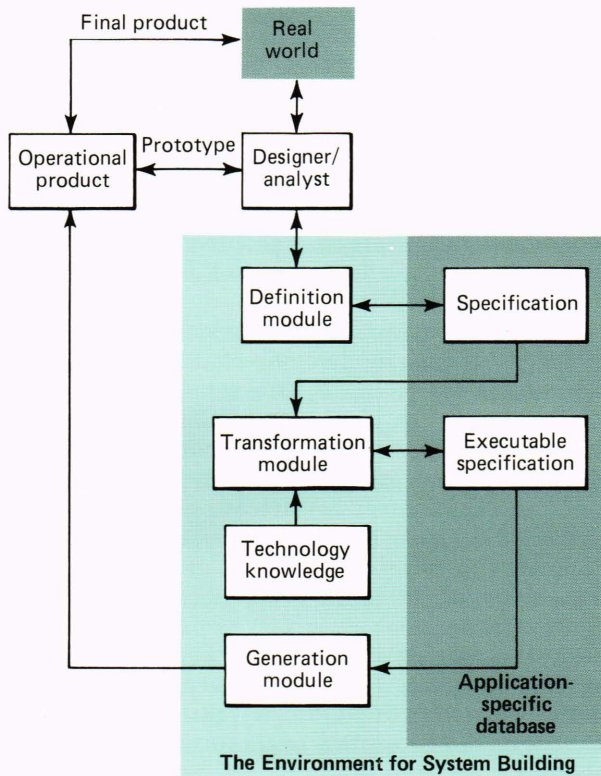 Final product
Real
world
Prototype
Operational
product
Designer/
analyst
Definition
module
Specification
Transformation
module
Executable
specification
Technology
knowledge
Generation
module
Application-
specific
database
The Environment for System Building